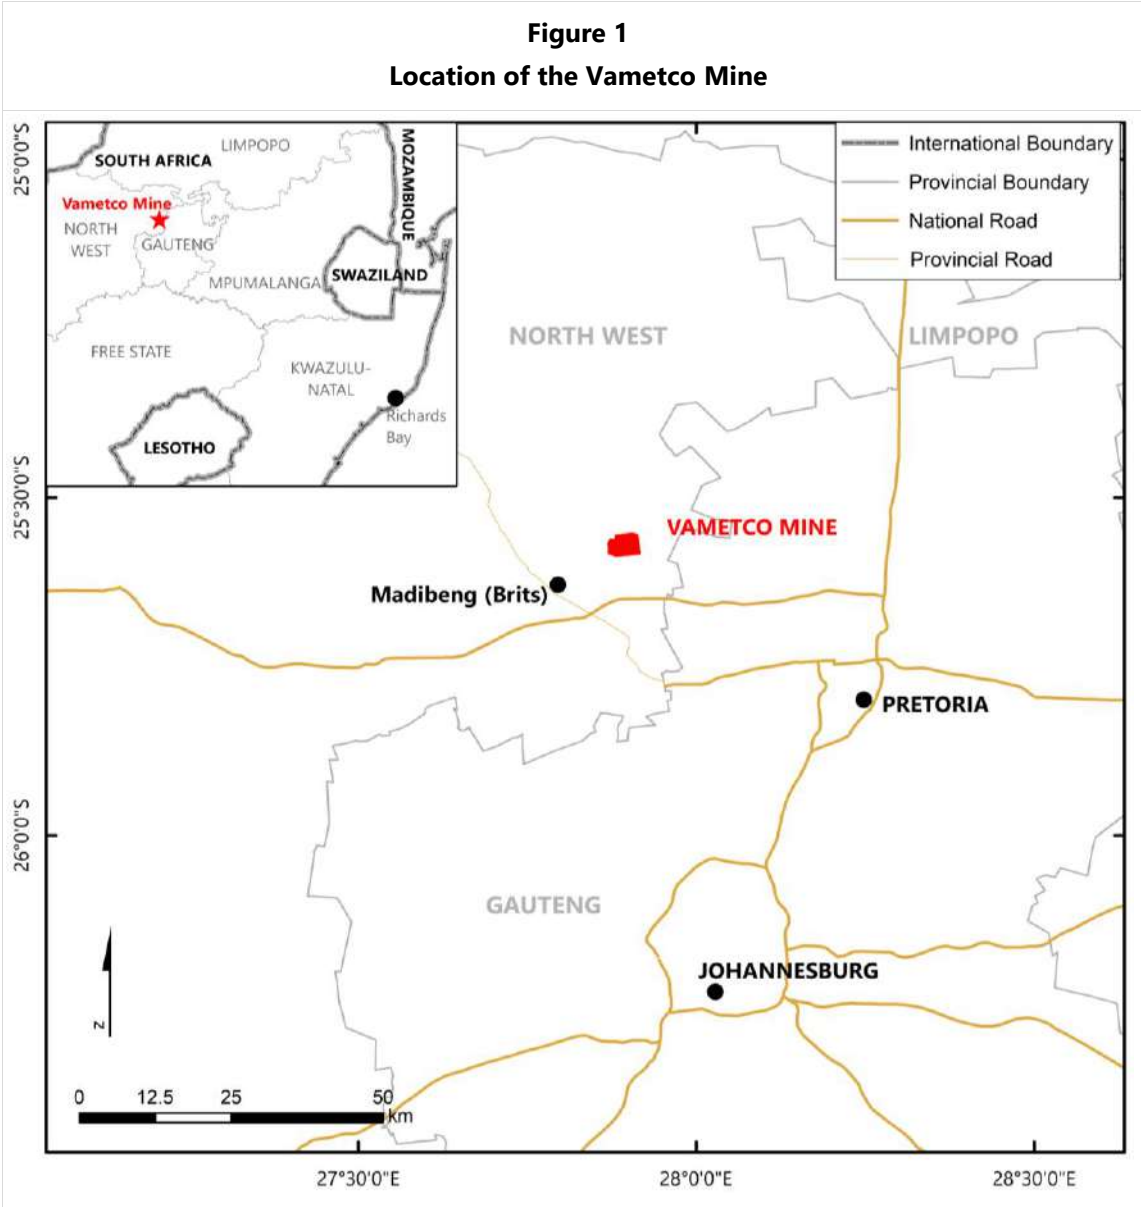 Figure 1
Location of the Vametco Mine
25°0'0"S
25°30'0"S
26°0'0"S
SOUTH AFRICA
LIMPOPO
MOZAMBIQUE
Vametco Mine
NORTH
WEST
GAUTENG
MPUMALANGA
SWAZILAND
FREE STATE
KWAZULU-
NATAL
Richards
Bay
LESOTHO
International Boundary
Provincial Boundary
National Road
Provincial Road
NORTH WEST
LIMPOPO
VAMETCO MINE
Madibeng (Brits)
PRETORIA
GAUTENG
JOHANNESBURG
N
0 12.5 25 50
km
27°30'0"E
28°0'0"E
28°30'0"E